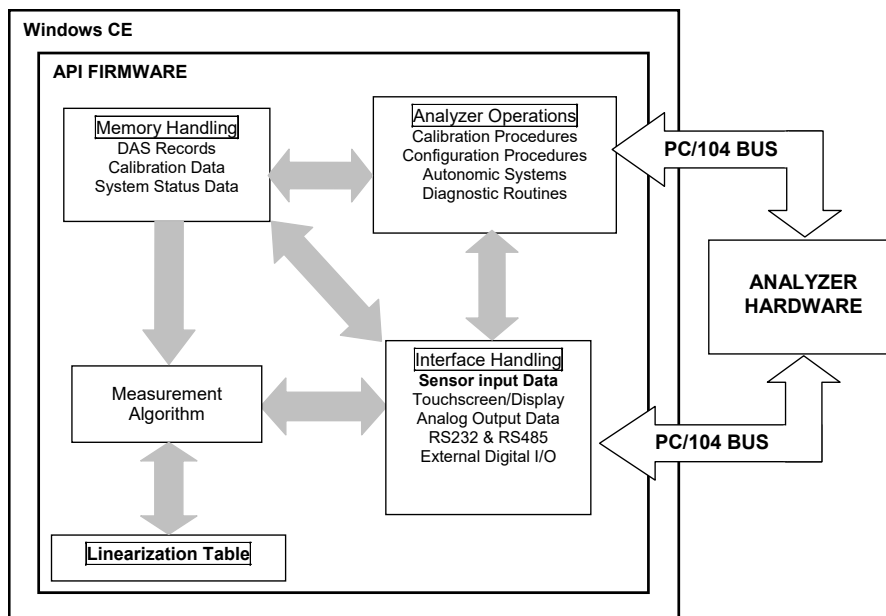 Windows CE
API FIRMWARE
Memory Handling
DAS Records
Calibration Data
System Status Data
Analyzer Operations
Calibration Procedures
Configuration Procedures
Autonomic Systems
Diagnostic Routines
PC/104 BUS
ANALYZER
HARDWARE
Measurement
Algorithm
Interface Handling
Sensor input Data
Touchscreen/Display
Analog Output Data
RS232 & RS485
External Digital I/O
PC/104 BUS
Linearization Table